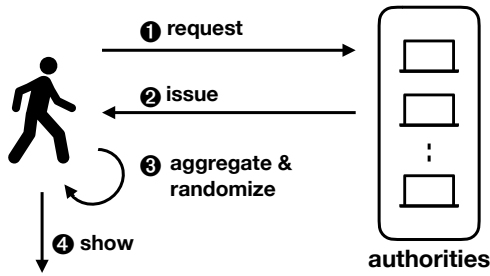 ❶ request
❷ issue
❸ aggregate &
randomize
❹ show
authorities